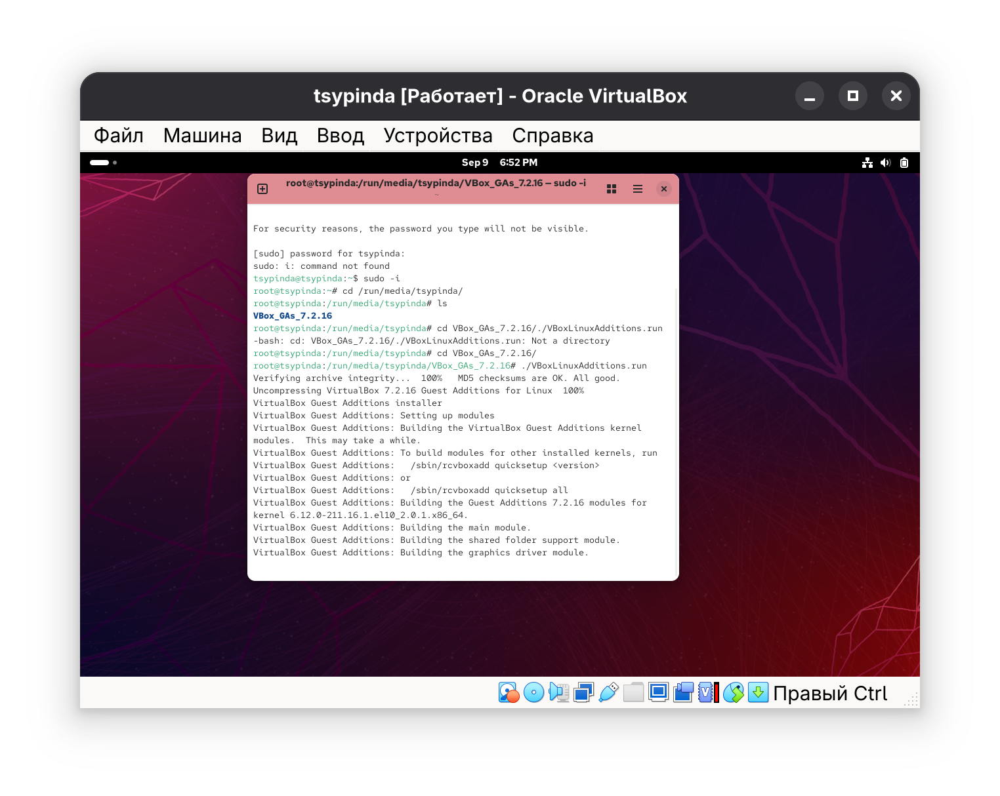 tsypinda [Работает] - Oracle VirtualBox
Файл Машина Вид Ввод Устройства Справка
Sep 9 6:52 PM
root@tsypinda:/run/media/tsypinda/VBox_GAs_7.2.16 — sudo -i
~
For security reasons, the password you type will not be visible.
[sudo] password for tsypinda:
sudo: i: command not found
tsypinda@tsypinda:~$ sudo -i
root@tsypinda:~# cd /run/media/tsypinda/
root@tsypinda:/run/media/tsypinda# ls
VBox_GAs_7.2.16
root@tsypinda:/run/media/tsypinda# cd VBox_GAs_7.2.16/./VBoxLinuxAdditions.run
-bash: cd: VBox_GAs_7.2.16/./VBoxLinuxAdditions.run: Not a directory
root@tsypinda:/run/media/tsypinda# cd VBox_GAs_7.2.16/
root@tsypinda:/run/media/tsypinda/VBox_GAs_7.2.16# ./VBoxLinuxAdditions.run
Verifying archive integrity...  100%   MD5 checksums are OK. All good.
Uncompressing VirtualBox 7.2.16 Guest Additions for Linux  100%
VirtualBox Guest Additions installer
VirtualBox Guest Additions: Setting up modules
VirtualBox Guest Additions: Building the VirtualBox Guest Additions kernel
modules.  This may take a while.
VirtualBox Guest Additions: To build modules for other installed kernels, run
VirtualBox Guest Additions:   /sbin/rcvboxadd quicksetup <version>
VirtualBox Guest Additions: or
VirtualBox Guest Additions:   /sbin/rcvboxadd quicksetup all
VirtualBox Guest Additions: Building the Guest Additions 7.2.16 modules for
kernel 6.12.0-211.16.1.el10_2.0.1.x86_64.
VirtualBox Guest Additions: Building the main module.
VirtualBox Guest Additions: Building the shared folder support module.
VirtualBox Guest Additions: Building the graphics driver module.
Правый Ctrl